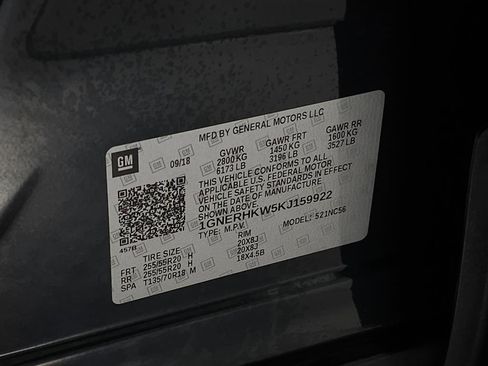 GM
MFD BY GENERAL MOTORS LLC
09/18
GVWR GAWR FRT GAWR RR
2800 KG 1450 KG 1600 KG
6173 LB 3196 LB 3527 LB
THIS VEHICLE CONFORMS TO ALL
APPLICABLE U.S. FEDERAL MOTOR
VEHICLE SAFETY STANDARDS IN EFFECT
ON THE DATE OF MANUFACTURE
SHOWN ABOVE.
1GNERHKW5KJ159922
TYPE: M.P.V. MODEL: 521NC56
457B
TIRE SIZE RIM
FRT 255/55R20 H 20X8J
RR 255/55R20 H 20X8J
SPA T135/70R18 M 18X4.5B